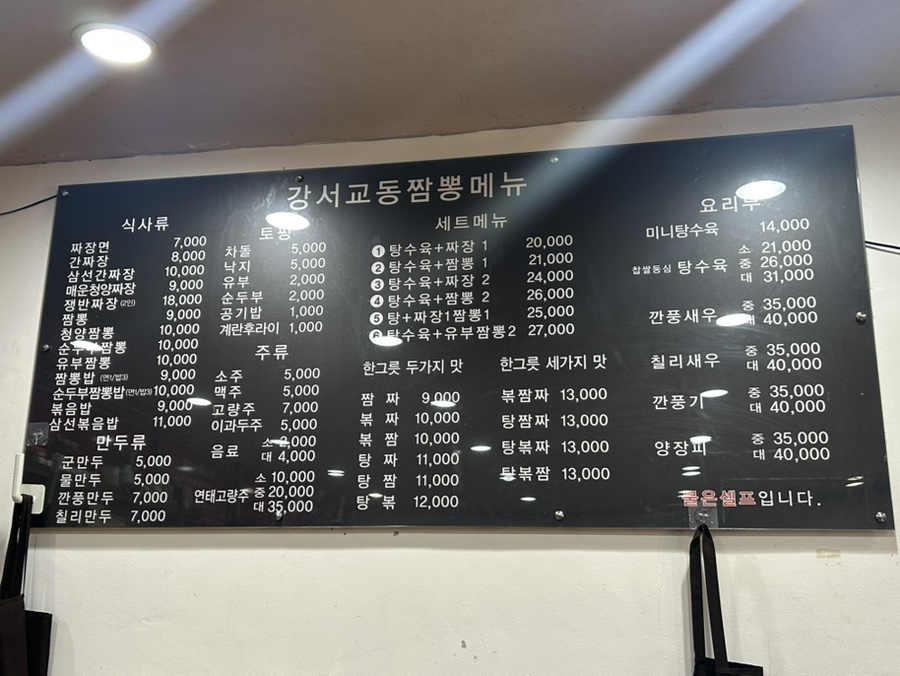 강서교동짬뽕메뉴
식사류
짜장면 7,000
간짜장 8,000
삼선간짜장 10,000
매운청양짜장 9,000
쟁반짜장 (2인) 18,000
짬뽕 9,000
청양짬뽕 10,000
순두부짬뽕 10,000
유부짬뽕 10,000
짬뽕밥 (면1/밥3) 9,000
순두부짬뽕밥 (면1/밥3) 10,000
볶음밥 9,000
삼선볶음밥 11,000
만두류
군만두 5,000
물만두 5,000
깐풍만두 7,000
칠리만두 7,000
토핑
차돌 5,000
낙지 5,000
유부 2,000
순두부 2,000
공기밥 1,000
계란후라이 1,000
주류
소주 5,000
맥주 5,000
고량주 7,000
이과두주 5,000
음료 소 2,000
대 4,000
연태고량주 소 10,000
중 20,000
대 35,000
세트메뉴
1 탕수육+짜장 1 20,000
2 탕수육+짬뽕 1 21,000
3 탕수육+짜장 2 24,000
4 탕수육+짬뽕 2 26,000
5 탕+짜장1짬뽕1 25,000
6 탕수육+유부짬뽕2 27,000
한그릇 두가지 맛
짬 짜 9,000
볶 짜 10,000
볶 짬 10,000
탕 짜 11,000
탕 짬 11,000
탕 볶 12,000
한그릇 세가지 맛
볶짬짜 13,000
탕짬짜 13,000
탕볶짜 13,000
탕볶짬 13,000
요리부
미니탕수육 14,000
찹쌀등심 탕수육 소 21,000
중 26,000
대 31,000
깐풍새우 중 35,000
대 40,000
칠리새우 중 35,000
대 40,000
깐풍기 중 35,000
대 40,000
양장피 중 35,000
대 40,000
물은셀프입니다.